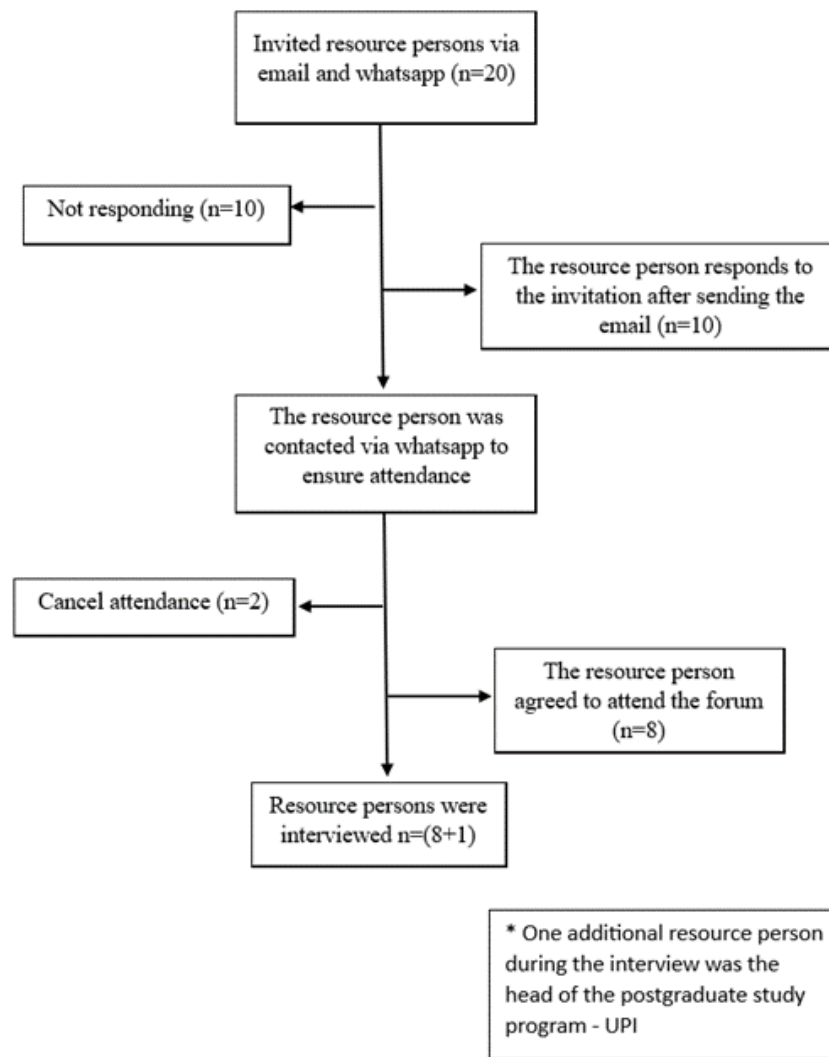 Invited resource persons via
email and whatsapp (n=20)
Not responding (n=10)
The resource person responds to
the invitation after sending the
email (n=10)
The resource person was
contacted via whatsapp to
ensure attendance
Cancel attendance (n=2)
The resource person
agreed to attend the forum
(n=8)
Resource persons were
interviewed n=(8+1)
* One additional resource person
during the interview was the
head of the postgraduate study
program - UPI